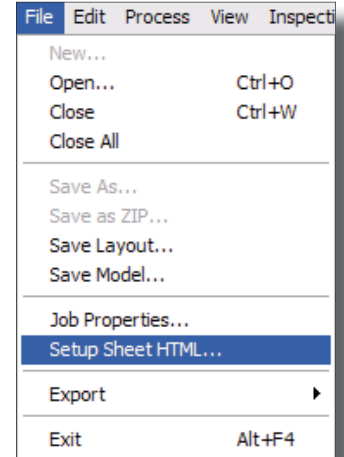 File Edit Process View Inspecti
New...
Open... Ctrl+O
Close Ctrl+W
Close All
Save As...
Save as ZIP...
Save Layout...
Save Model...
Job Properties...
Setup Sheet HTML...
Export
Exit Alt+F4